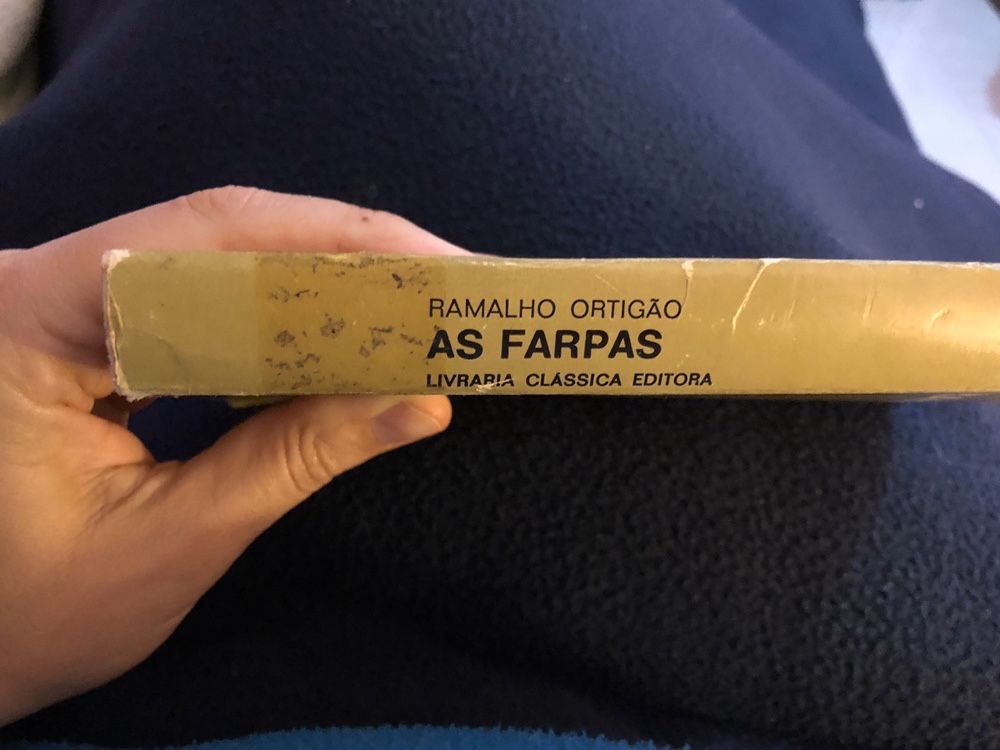 RAMALHO ORTIGÃO
AS FARPAS
LIVRARIA CLÁSSICA EDITORA